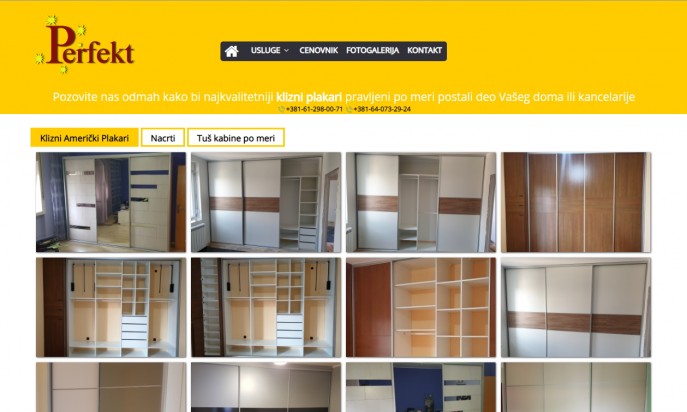 Perfekt
USLUGE CENOVNIK FOTOGALERIJA KONTAKT
Pozovite nas odmah kako bi najkvalitetniji klizni plakari pravljeni po meri postali deo Vašeg doma ili kancelarije
+381-61-298-00-71 +381-64-073-29-24
Klizni Američki Plakari Nacrti Tuš kabine po meri